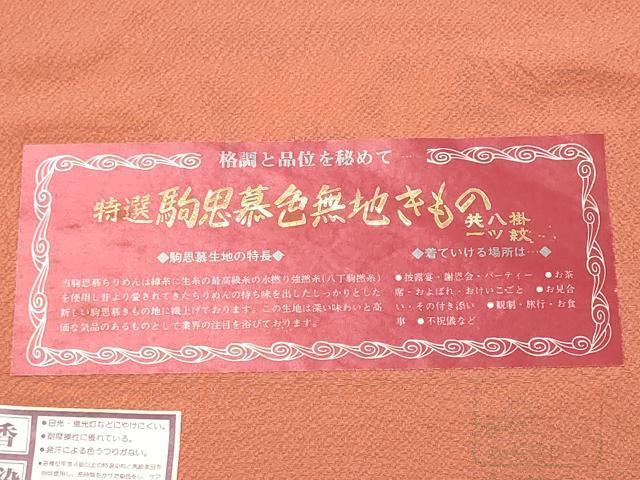 格調と品位を秘めて…
特選 駒思慕色無地きもの 共八掛 一ッ紋
◆駒思慕生地の特長◆
当駒思慕ちりめんは緯糸に生糸の最高級糸の水撚り強撚糸(八丁駒撚糸)
を使用し昔より愛されてきたちりめんの持ち味を出したしっかりとした
新しい駒思慕きもの地に織上げております。この生地は深い味わいと高
価な気品のあるものとして業界の注目を浴びております。
◆着ていける場所は…◆
●披露宴・謝恩会・パーティー ●お茶
席・およばれ・おけいこごと ●お見合
い・その付き添い ●観劇・旅行・お食
事 ●不祝儀など
香
染
●日光・蛍光灯などにやけにくい。
●耐摩擦性に優れている。
●発汗による色うつりがない。